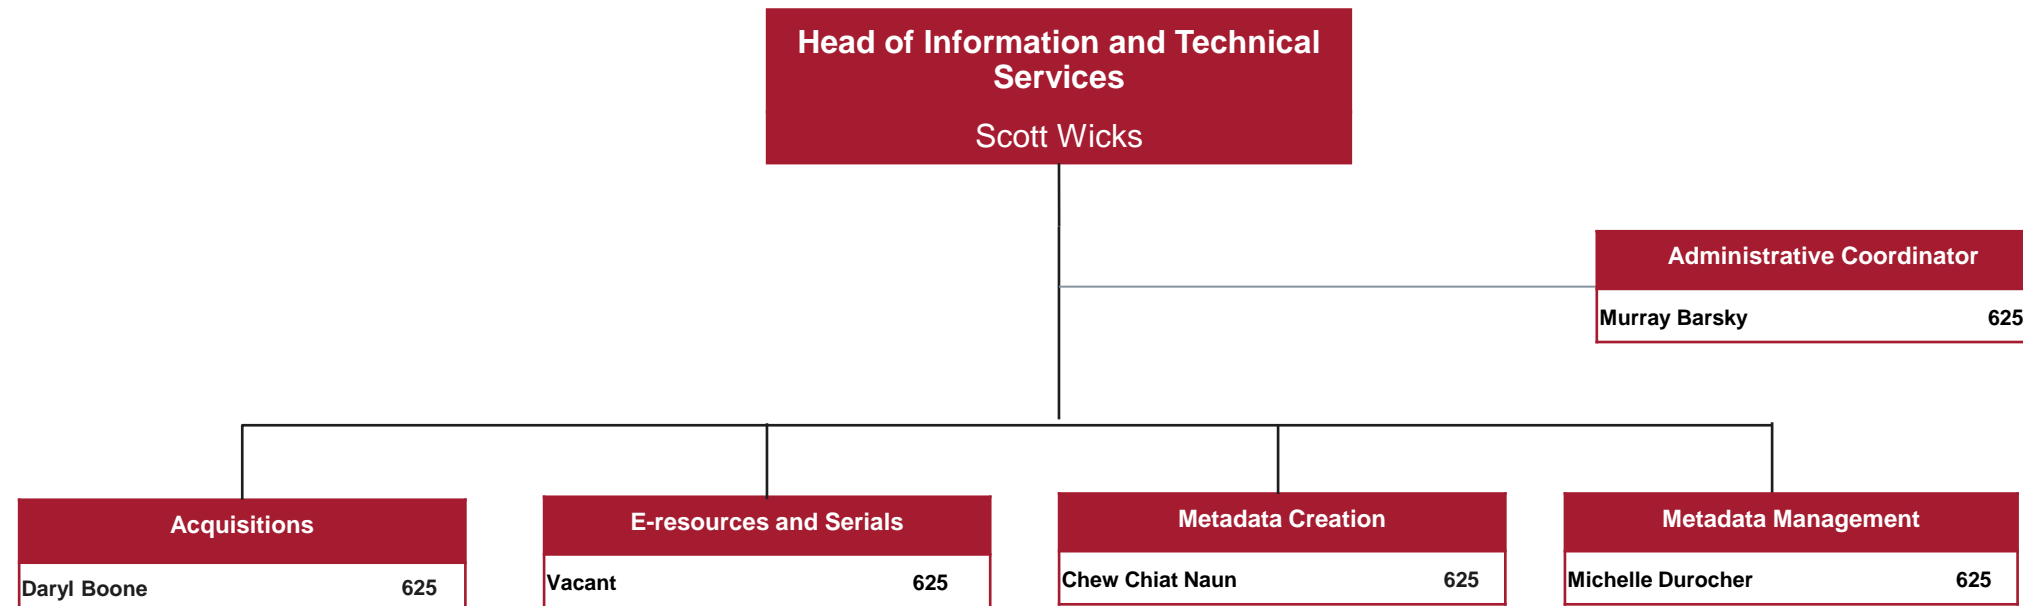 Head of Information and Technical
Services
Scott Wicks
Administrative Coordinator
Murray Barsky 625
Acquisitions
Daryl Boone 625
E-resources and Serials
Vacant 625
Metadata Creation
Chew Chiat Naun 625
Metadata Management
Michelle Durocher 625